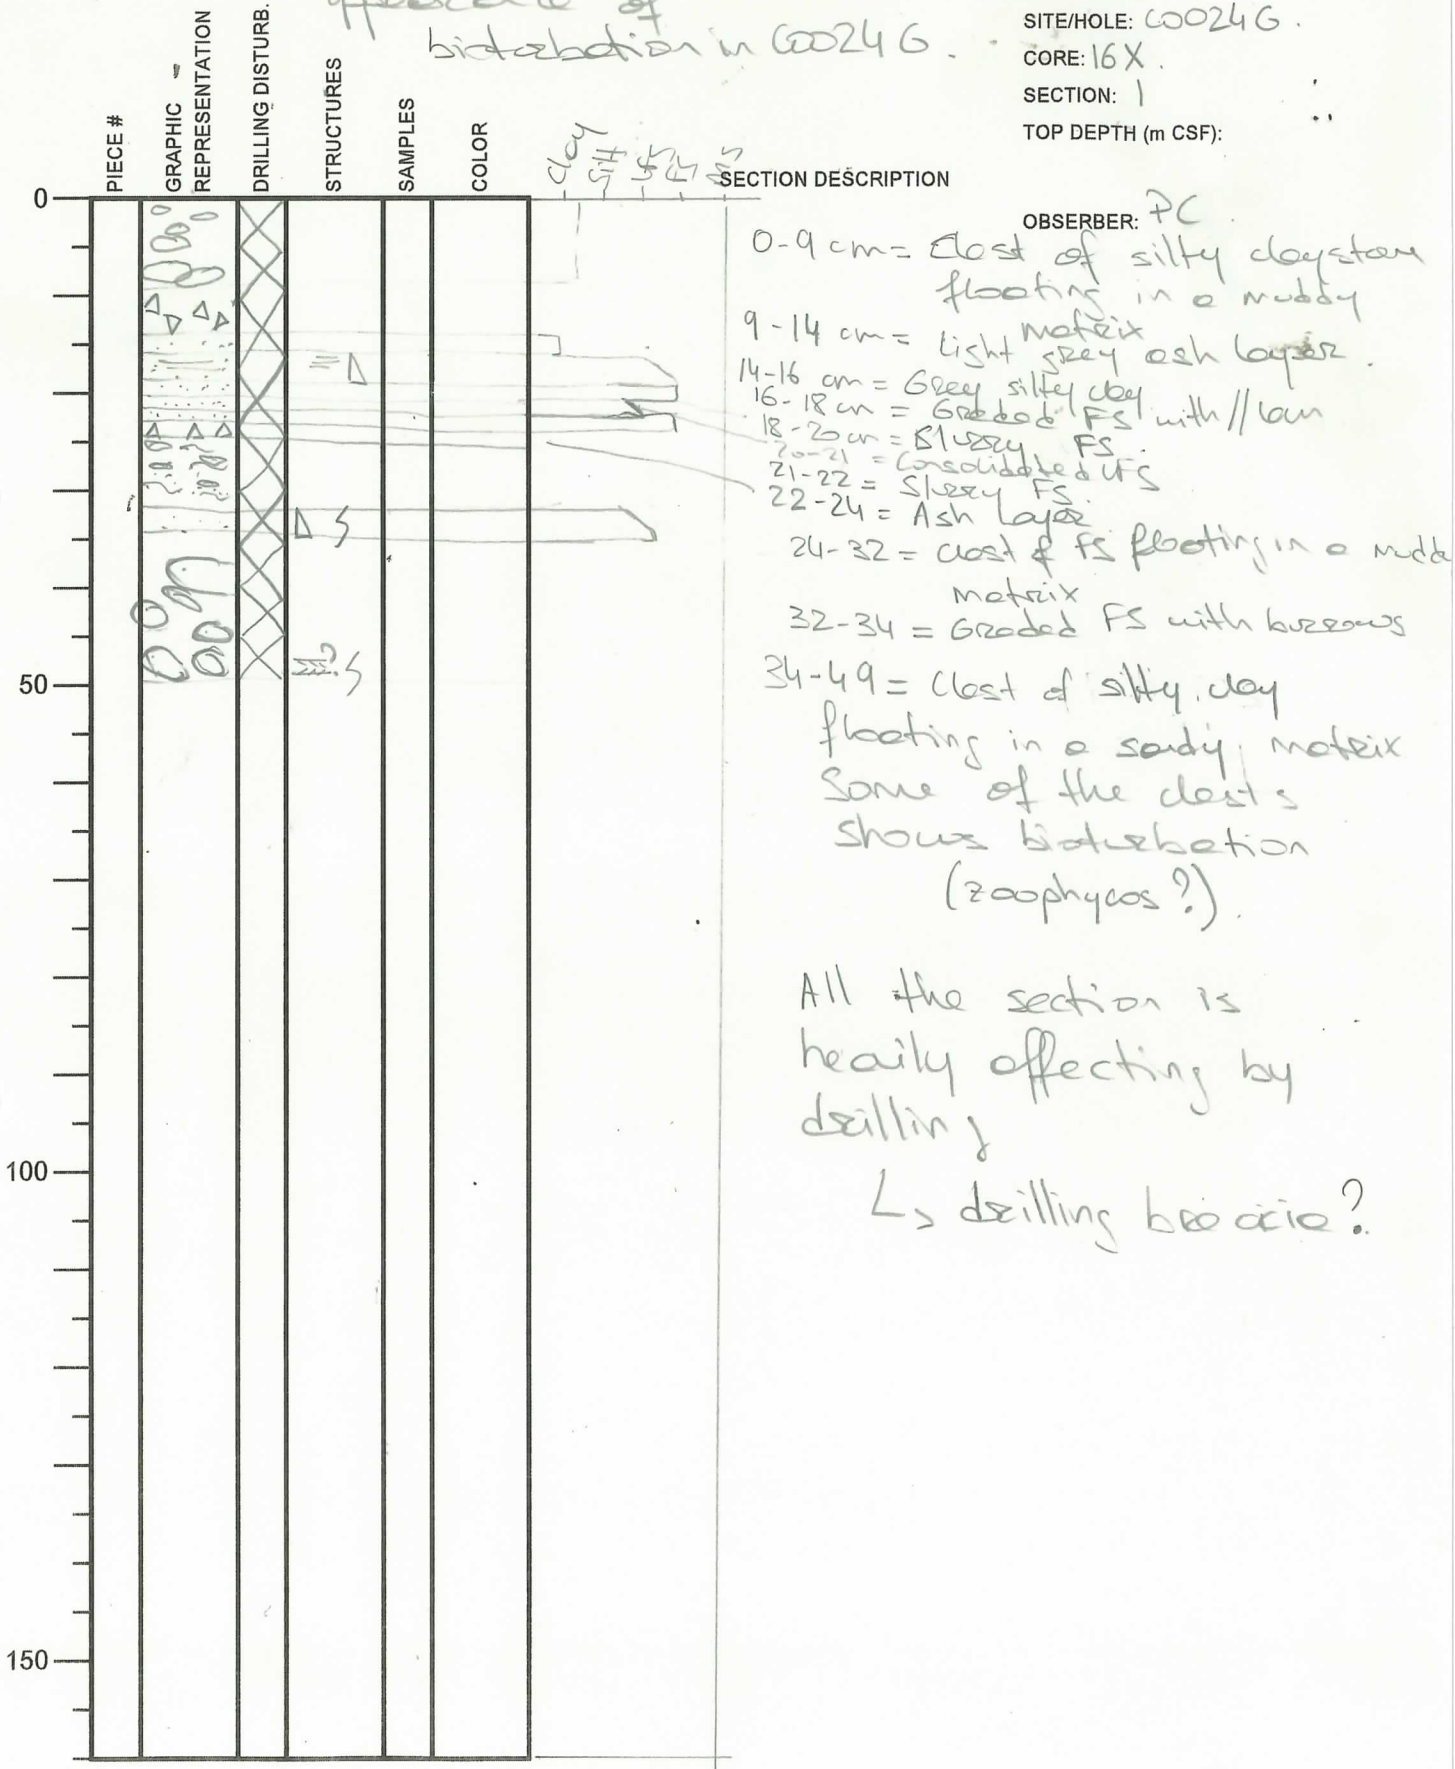 of
bioturbation in C0024G.
SITE/HOLE: C0024G.
CORE: 16X.
SECTION: 1
TOP DEPTH (m CSF):
PIECE #
GRAPHIC
REPRESENTATION
DRILLING DISTURB.
STRUCTURES
SAMPLES
COLOR
Clay
Silt
SECTION DESCRIPTION
OBSERBER: PC
0
50
100
150
0-9 cm = Clast of silty claystone
floating in a muddy
matrix
9-14 cm = Light grey ash layer.
14-16 cm = Grey silty clay
16-18 cm = Graded FS with // lam
18-20 cm = Slurry FS.
20-21 = Consolidated VFS
21-22 = Slurry FS.
22-24 = Ash Layer
24-32 = Clast of FS floating in a mudd
matrix
32-34 = Graded FS with burrows
34-49 = Clast of silty clay
floating in a sandy matrix
Some of the clasts
shows bioturbation
(zoophycos?).
All the section is
heaily affecting by
drilling
↳ drilling breccia?